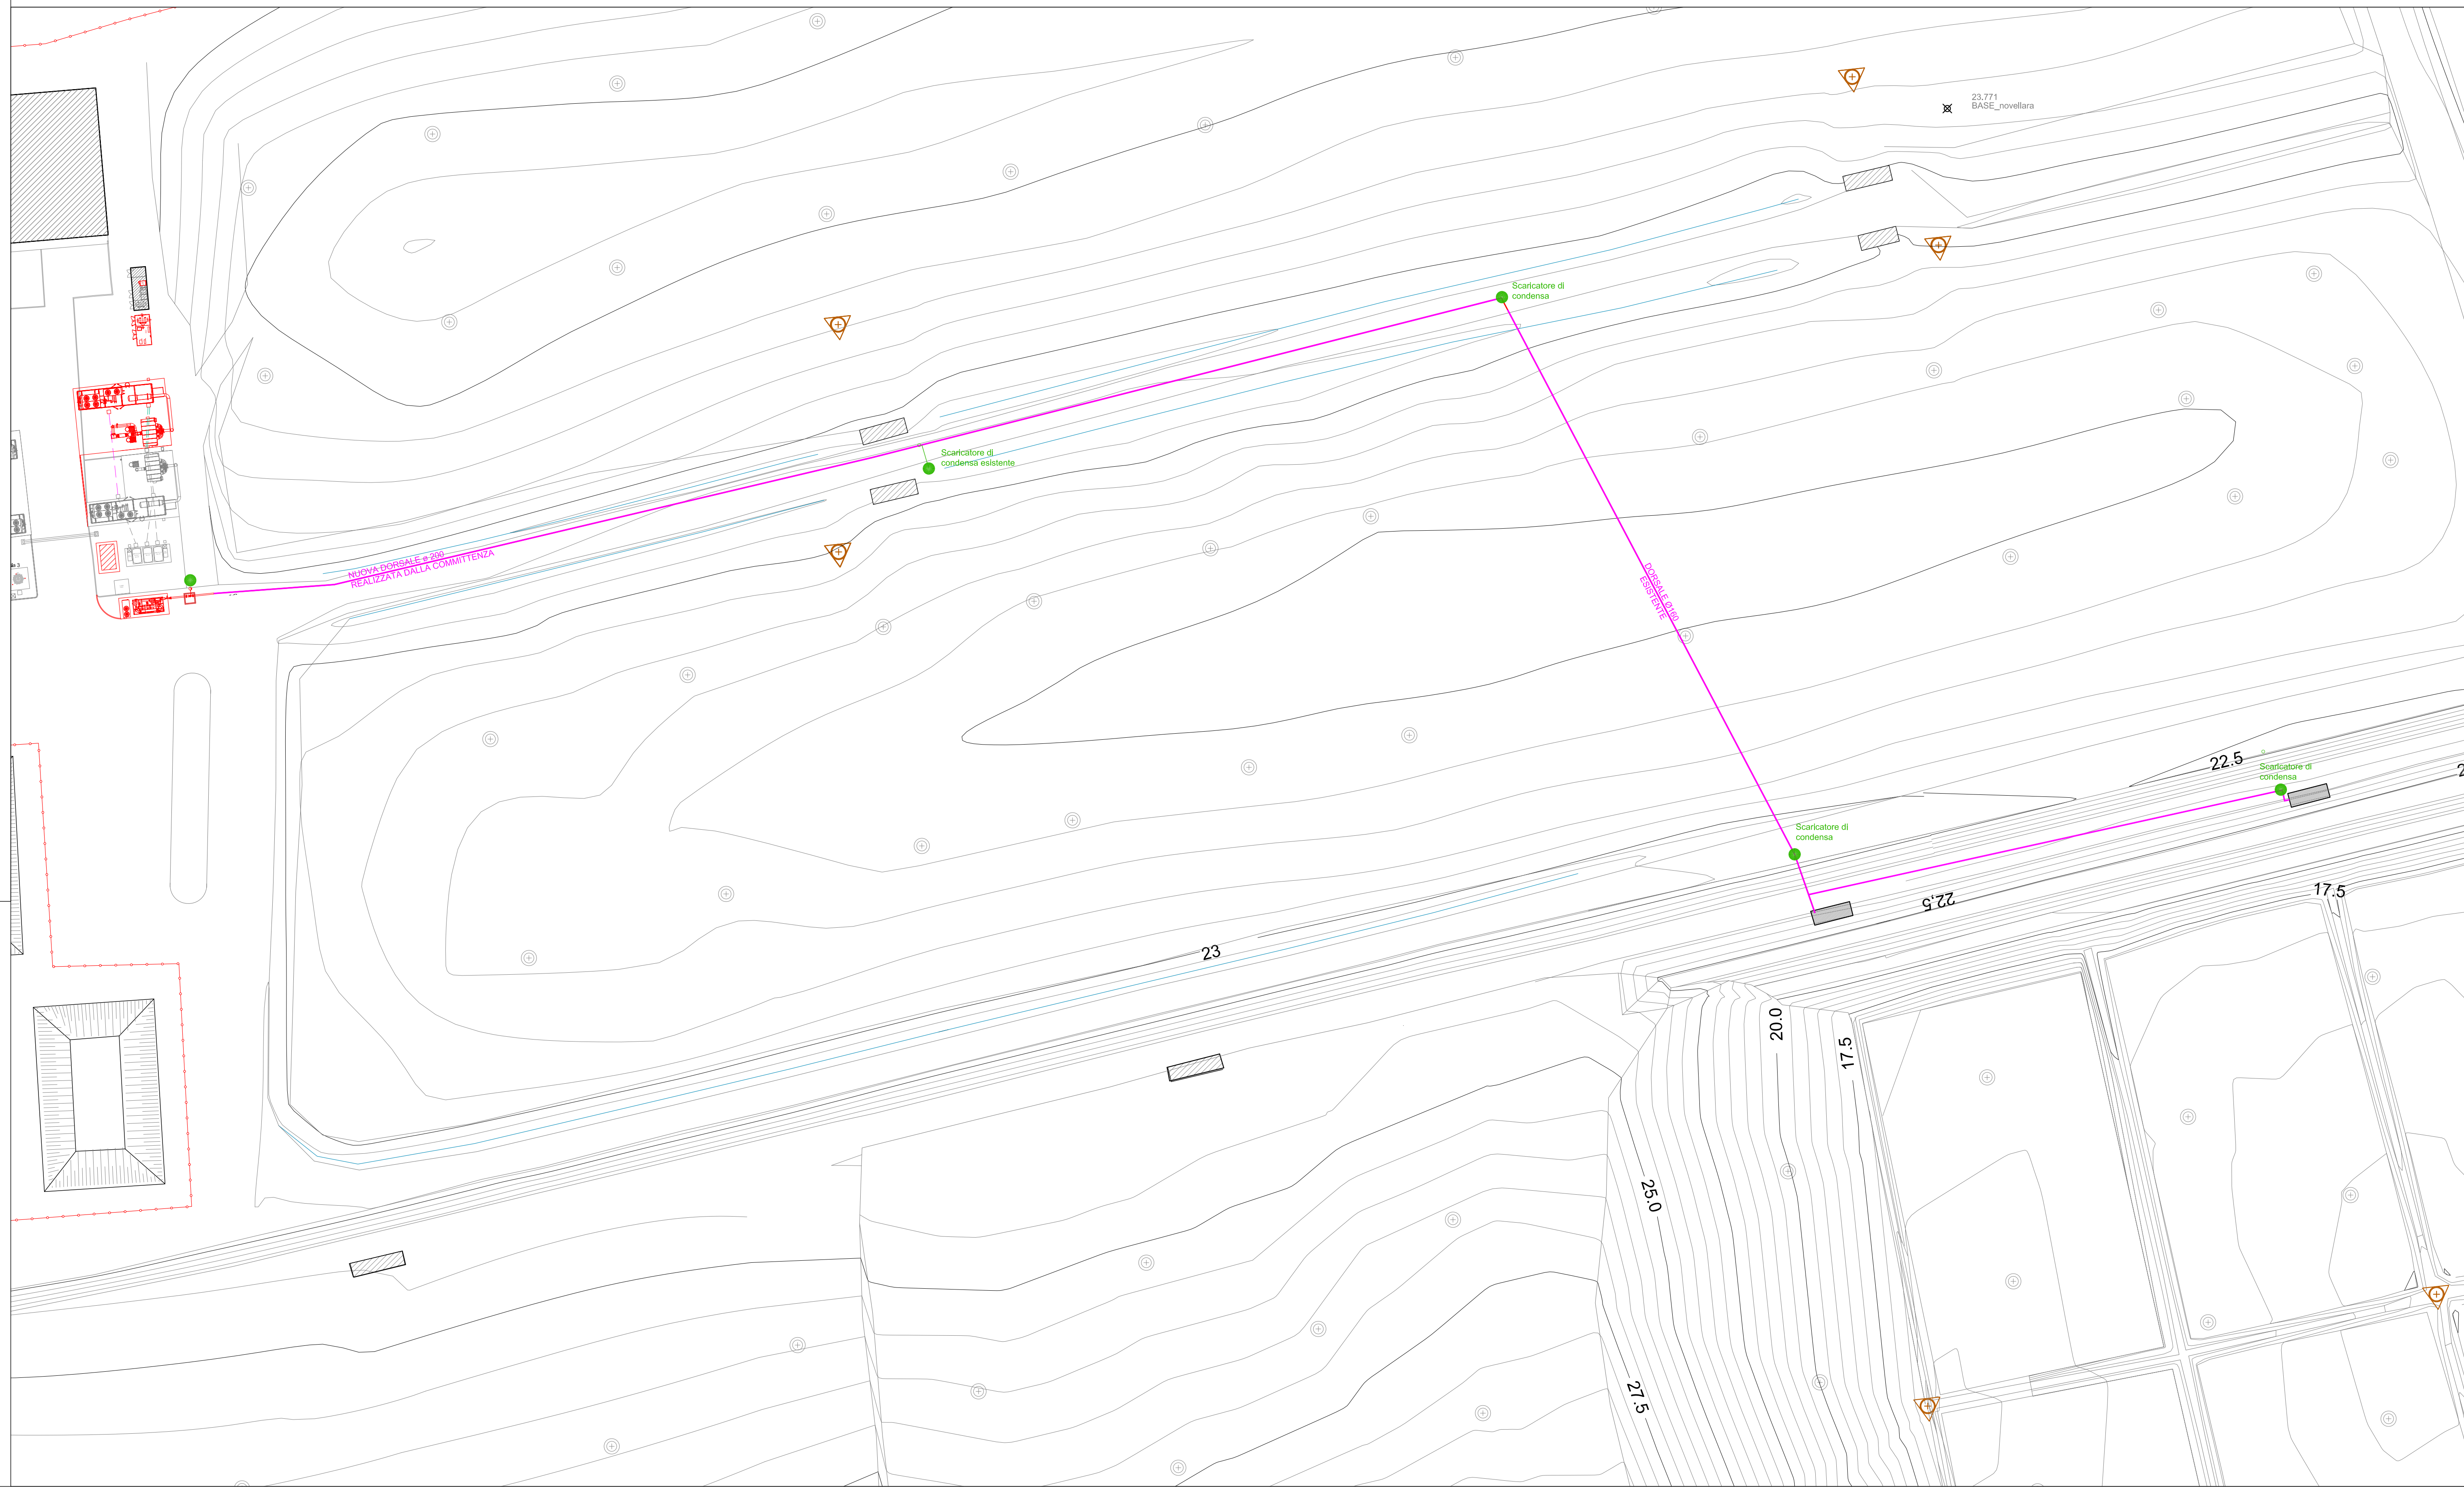 23.771
BASE_novellara
Scaricatore di
condensa
Scaricatore di
condensa esistente
NUOVA DORSALE ø 200
REALIZZATA DALLA COMMITTENZA
DORSALE Ø160
ESISTENTE
22.5
Scaricatore di
condensa
Scaricatore di
condensa
22,5
17.5
23
20.0
17.5
25.0
27.5